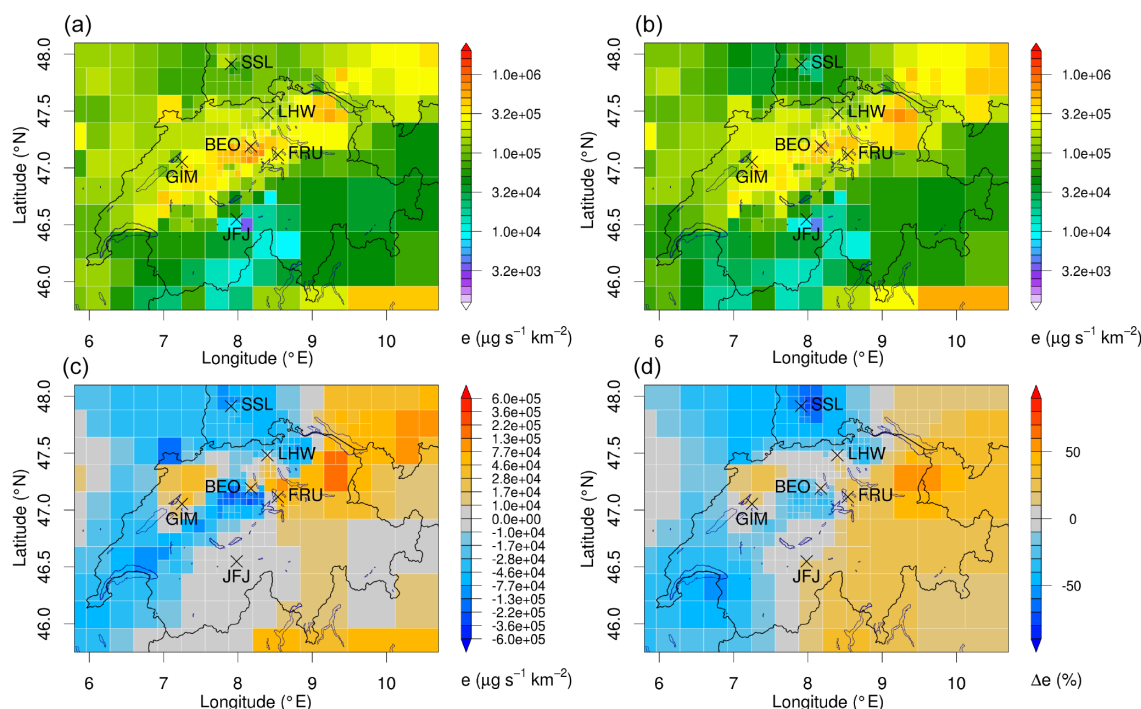 (a)
(b)
48.0
47.5
47.0
46.5
46.0
Latitude (°N)
SSL
LHW
BEO
FRU
GIM
JFJ
6
7
8
9
10
Longitude (°E)
1.0e+06
3.2e+05
1.0e+05
3.2e+04
1.0e+04
3.2e+03
e (μg s⁻¹ km⁻²)
48.0
47.5
47.0
46.5
46.0
Latitude (°N)
SSL
LHW
BEO
FRU
GIM
JFJ
6
7
8
9
10
Longitude (°E)
1.0e+06
3.2e+05
1.0e+05
3.2e+04
1.0e+04
3.2e+03
e (μg s⁻¹ km⁻²)
(c)
(d)
48.0
47.5
47.0
46.5
46.0
Latitude (°N)
SSL
LHW
BEO
FRU
GIM
JFJ
6
7
8
9
10
Longitude (°E)
6.0e+05
3.6e+05
2.2e+05
1.3e+05
7.7e+04
4.6e+04
2.8e+04
1.7e+04
1.0e+04
0.0e+00
-1.0e+04
-1.7e+04
-2.8e+04
-4.6e+04
-7.7e+04
-1.3e+05
-2.2e+05
-3.6e+05
-6.0e+05
e (μg s⁻¹ km⁻²)
48.0
47.5
47.0
46.5
46.0
Latitude (°N)
SSL
LHW
BEO
FRU
GIM
JFJ
6
7
8
9
10
Longitude (°E)
50
0
-50
Δe (%)